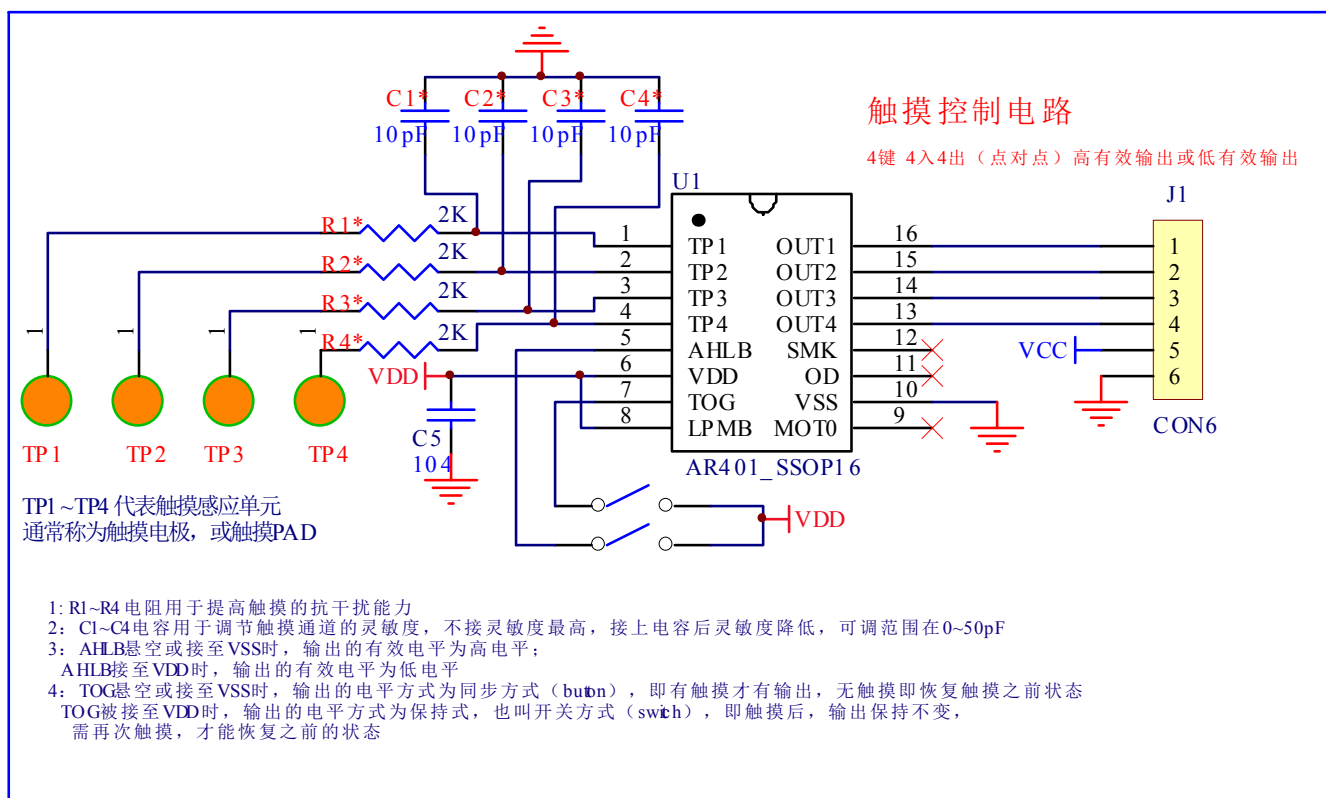 C1* C2* C3* C4*
10pF 10pF 10pF 10pF
触摸控制电路
4键 4入4出（点对点）高有效输出或低有效输出
U1
J1
R1* 2K
R2* 2K
R3* 2K
R4* 2K
1 TP1 OUT1 16 1
2 TP2 OUT2 15 2
3 TP3 OUT3 14 3
4 TP4 OUT4 13 4
5 AHLB SMK 12 VCC 5
VDD 6 VDD OD 11 6
7 TOG VSS 10
8 LPMB MOT0 9
1 1 1 1
C5
104
CON6
TP1 TP2 TP3 TP4
AR401_SSOP16
TP1~TP4 代表触摸感应单元
通常称为触摸电极，或触摸PAD
VDD
1: R1~R4 电阻用于提高触摸的抗干扰能力
2：C1~C4电容用于调节触摸通道的灵敏度，不接灵敏度最高，接上电容后灵敏度降低，可调范围在0~50pF
3：AHLB悬空或接至VSS时，输出的有效电平为高电平；
AHLB接至VDD时，输出的有效电平为低电平
4：TOG悬空或接至VSS时，输出的电平方式为同步方式（button），即有触摸才有输出，无触摸即恢复触摸之前状态
TOG被接至VDD时，输出的电平方式为保持式，也叫开关方式（swich），即触摸后，输出保持不变，
需再次触摸，才能恢复之前的状态